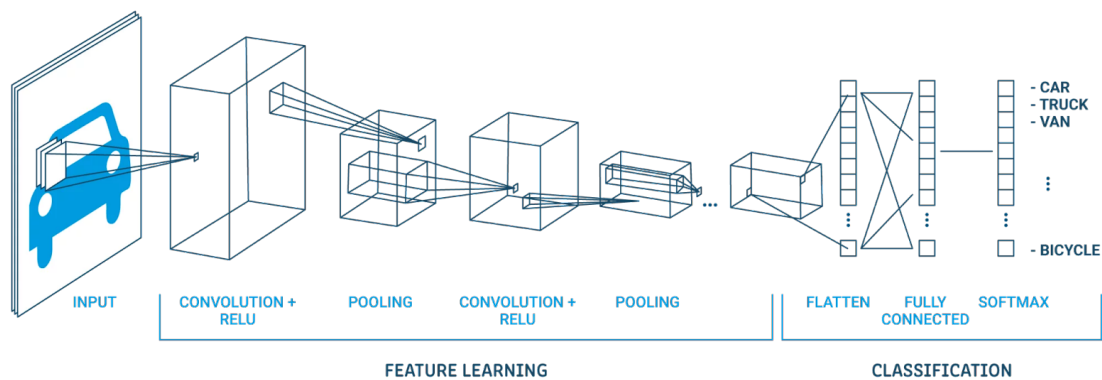 - CAR
- TRUCK
- VAN
- BICYCLE
INPUT
CONVOLUTION +
RELU
POOLING
CONVOLUTION +
RELU
POOLING
...
FLATTEN
FULLY
CONNECTED
SOFTMAX
FEATURE LEARNING
CLASSIFICATION